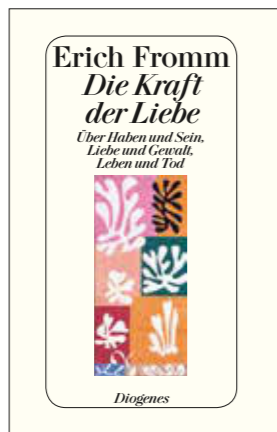 Erich Fromm
Die Kraft
der Liebe
Über Haben und Sein,
Liebe und Gewalt,
Leben und Tod
Diogenes